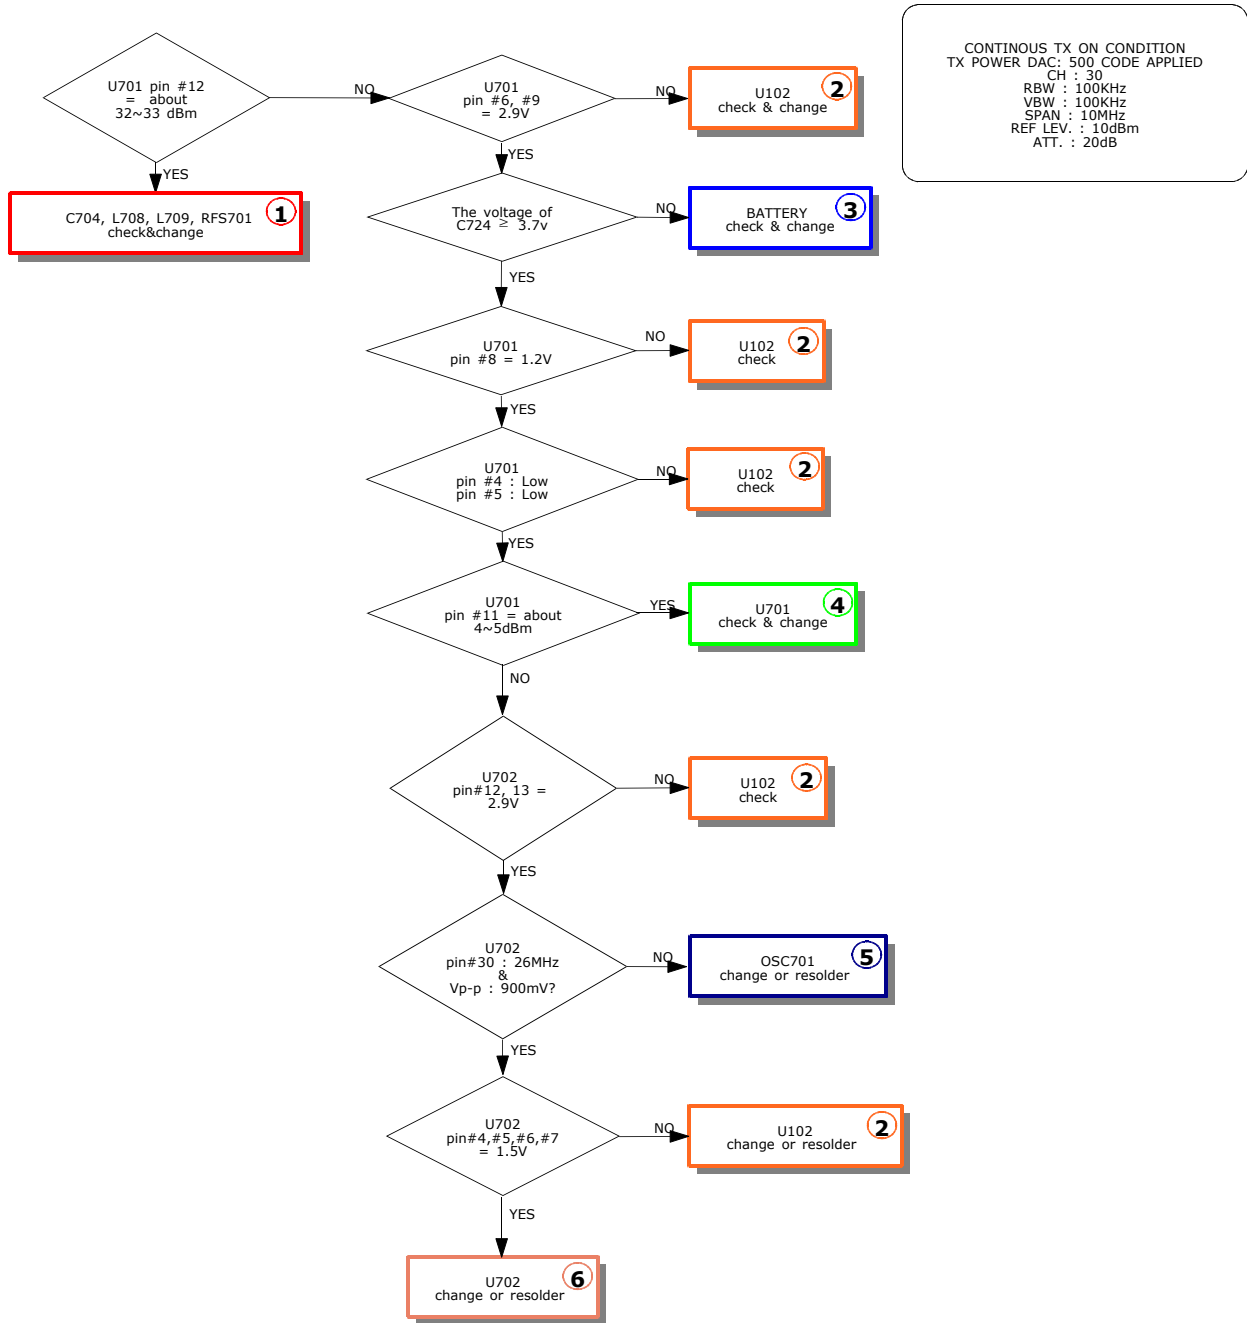 U701 pin #12
= about
32~33 dBm
NO
U701
pin #6, #9
= 2.9V
NO
U102
check & change
2
CONTINOUS TX ON CONDITION
TX POWER DAC: 500 CODE APPLIED
CH : 30
RBW : 100KHz
VBW : 100KHz
SPAN : 10MHz
REF LEV. : 10dBm
ATT. : 20dB
YES
YES
C704, L708, L709, RFS701
check&change
1
The voltage of
C724 ≥ 3.7v
NO
BATTERY
check & change
3
YES
U701
pin #8 = 1.2V
NO
U102
check
2
YES
U701
pin #4 : Low
pin #5 : Low
NO
U102
check
2
YES
U701
pin #11 = about
4~5dBm
YES
U701
check & change
4
NO
U702
pin#12, 13 =
2.9V
NO
U102
check
2
YES
U702
pin#30 : 26MHz
&
Vp-p : 900mV?
NO
OSC701
change or resolder
5
YES
U702
pin#4,#5,#6,#7
= 1.5V
NO
U102
change or resolder
2
YES
U702
change or resolder
6